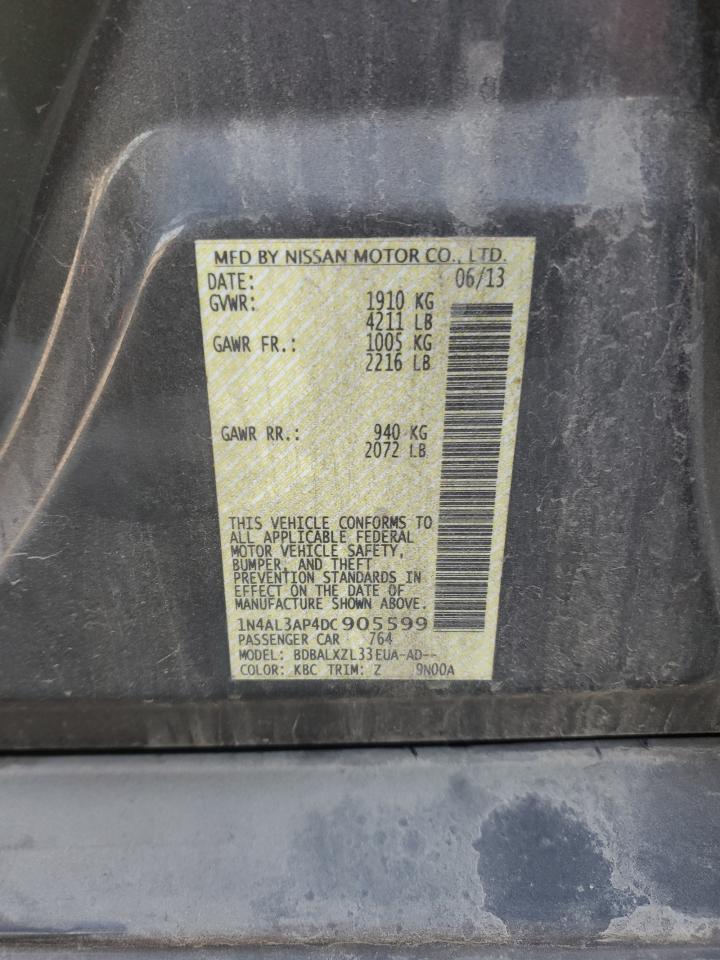 MFD BY NISSAN MOTOR CO., LTD.
DATE: 06/13
GVWR: 1910 KG
4211 LB
GAWR FR.: 1005 KG
2216 LB
GAWR RR.: 940 KG
2072 LB
THIS VEHICLE CONFORMS TO
ALL APPLICABLE FEDERAL
MOTOR VEHICLE SAFETY,
BUMPER, AND THEFT
PREVENTION STANDARDS IN
EFFECT ON THE DATE OF
MANUFACTURE SHOWN ABOVE.
1N4AL3AP4DC905599
PASSENGER CAR 764
MODEL: BDBALXZL33EUA-AD--
COLOR: KBC TRIM: Z 9N00A